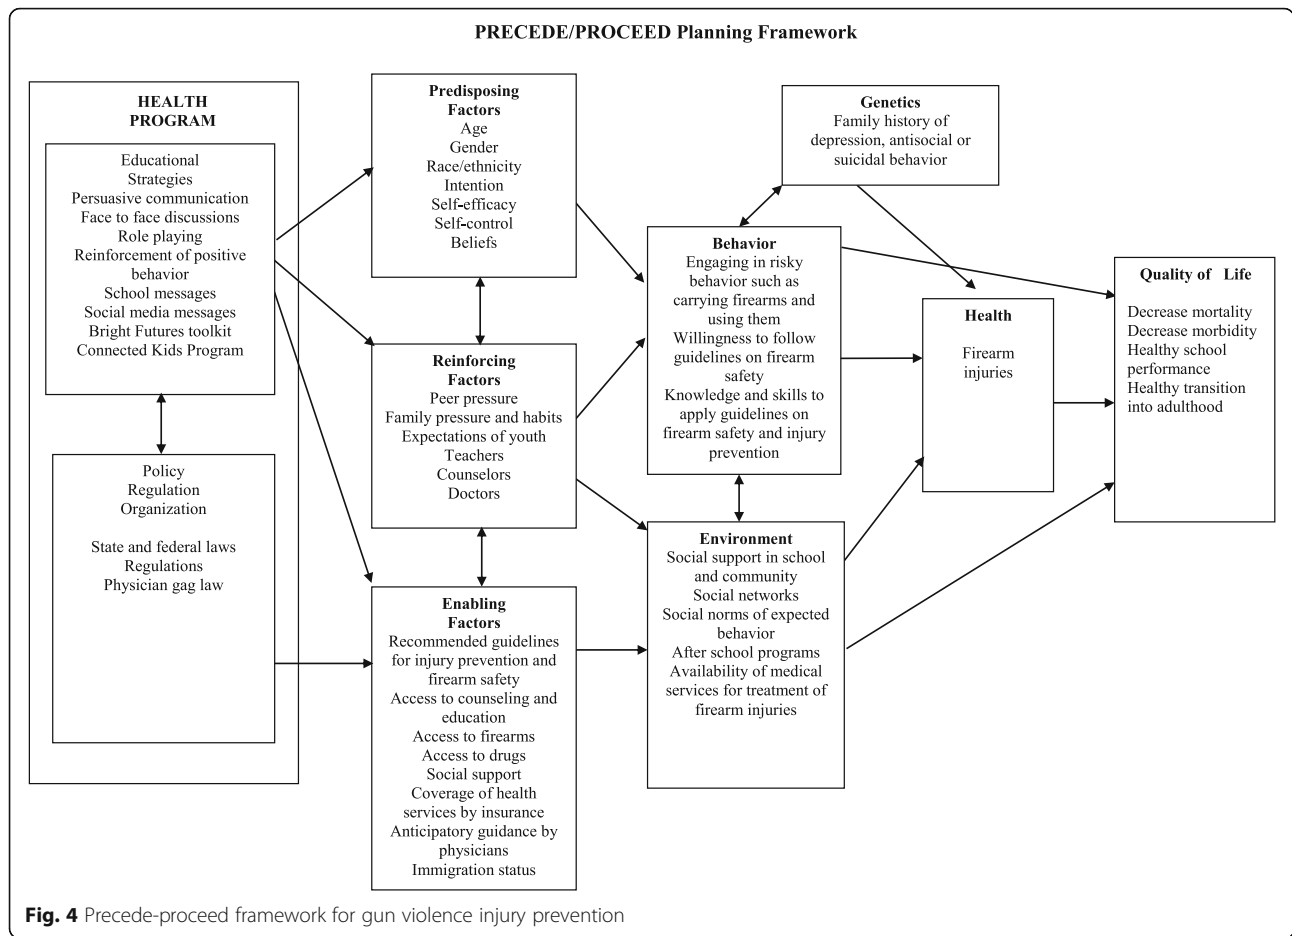 PRECEDE/PROCEED Planning Framework
HEALTH
PROGRAM
Educational
Strategies
Persuasive communication
Face to face discussions
Role playing
Reinforcement of positive
behavior
School messages
Social media messages
Bright Futures toolkit
Connected Kids Program
Policy
Regulation
Organization
State and federal laws
Regulations
Physician gag law
Predisposing
Factors
Age
Gender
Race/ethnicity
Intention
Self-efficacy
Self-control
Beliefs
Reinforcing
Factors
Peer pressure
Family pressure and habits
Expectations of youth
Teachers
Counselors
Doctors
Enabling
Factors
Recommended guidelines
for injury prevention and
firearm safety
Access to counseling and
education
Access to firearms
Access to drugs
Social support
Coverage of health
services by insurance
Anticipatory guidance by
physicians
Immigration status
Genetics
Family history of
depression, antisocial or
suicidal behavior
Behavior
Engaging in risky
behavior such as
carrying firearms and
using them
Willingness to follow
guidelines on firearm
safety
Knowledge and skills to
apply guidelines on
firearm safety and injury
prevention
Environment
Social support in school
and community
Social networks
Social norms of expected
behavior
After school programs
Availability of medical
services for treatment of
firearm injuries
Health
Firearm
injuries
Quality of Life
Decrease mortality
Decrease morbidity
Healthy school
performance
Healthy transition
into adulthood
Fig. 4 Precede-proceed framework for gun violence injury prevention